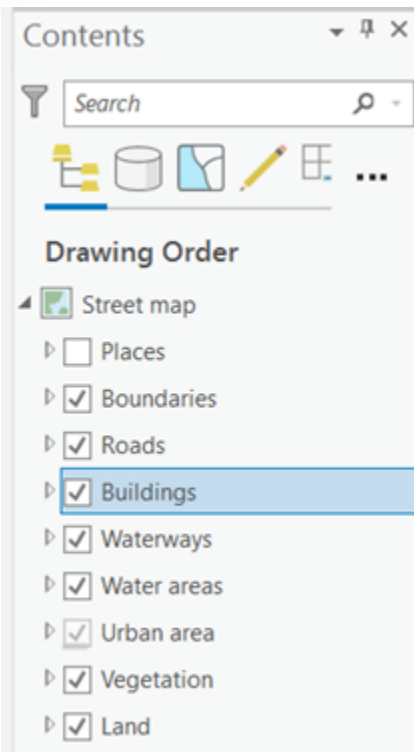 Contents
Search
Drawing Order
Street map
Places
Boundaries
Roads
Buildings
Waterways
Water areas
Urban area
Vegetation
Land